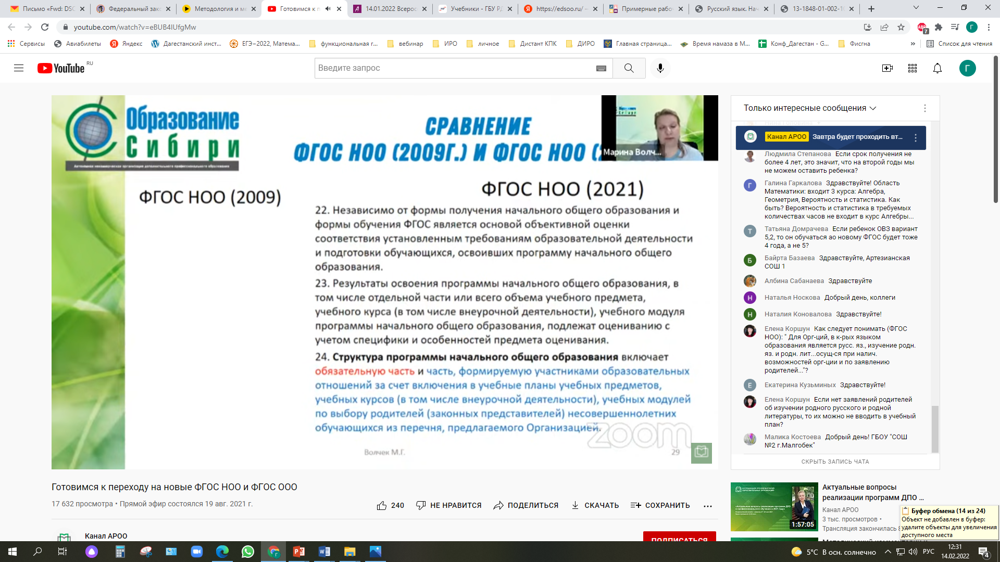 Письмо «Fwd: DSC
Федеральный зако
Методология и ме
Готовимся к п
14.01.2022 Всерос
Учебники - ГБУ РД
https://edsoo.ru/ –
Примерные рабо
Русский язык. Нач
13-1848-01-002-1
youtube.com/watch?v=eBUB4lUfgMw
ABP
7
Г
Сервисы
Авиабилеты
Яндекс
Дагестанский инст...
ЕГЭ−2022, Матема...
функциональная г...
вебинар
ИРО
личное
Дистант КПК
ДИРО
Главная страница...
Время намаза в М...
Конф_Дагестан - G...
Фисгна
»
Список для чтения
YouTube RU
Введите запрос
Г
Образование
Сибири
Автономная некоммерческая организация дополнительного профессионального образования
СРАВНЕНИЕ
ФГОС НОО (2009Г.) И ФГОС НОО (
Марина Волч...
ФГОС НОО (2009)
ФГОС НОО (2021)
22. Независимо от формы получения начального общего образования и
формы обучения ФГОС является основой объективной оценки
соответствия установленным требованиям образовательной деятельности
и подготовки обучающихся, освоивших программу начального общего
образования.
23. Результаты освоения программы начального общего образования, в
том числе отдельной части или всего объема учебного предмета,
учебного курса (в том числе внеурочной деятельности), учебного модуля
программы начального общего образования, подлежат оцениванию с
учетом специфики и особенностей предмета оценивания.
24. Структура программы начального общего образования включает
обязательную часть и часть, формируемую участниками образовательных
отношений за счет включения в учебные планы учебных предметов,
учебных курсов (в том числе внеурочной деятельности), учебных модулей
по выбору родителей (законных представителей) несовершеннолетних
обучающихся из перечня, предлагаемого Организацией.
zoom
Волчек М.Г.
29
Только интересные сообщения
Нина Головина
Канал АРОО Завтра будет проходить вт...
Людмила Степанова Если срок получения не
более 4 лет, это значит, что на второй годы мы
не можем оставить ребенка?
Г
Галина Гаркалова Здравствуйте! Область
Математики: входит 3 курса: Алгебра,
Геометрия, Вероятность и статистика. Как
быть? Вероятность и статистика в требуемых
количествах часов не входит в курс Алгебры...
Т
Татьяна Домрачева Если ребенок ОВЗ вариант
5,2, то он обучаться ао новому ФГОС будет тоже
4 года, а не 5?
Б
Байрта Базаева Здравствуйте, Артезианская
СОШ 1
Албина Сабанаева Здравствуйте
Н
Наталья Носкова Добрый день, коллеги
Н
Наталия Коновалова Здравствуйте!
Елена Коршун Как следует понимать (ФГОС
НОО): " Для Орг-ций, в к-рых языком
образования является русс. яз., изучение родн.
яз. и родн. лит...осущ-ся при налич.
возможностей орг-ции и по заявлению
родителей..."?
Е
Екатерина Кузьминых Здравствуйте!
Елена Коршун Если нет заявлений родителей
об изучении родного русского и родной
литературы, то их можно не вводить в учебный
план?
Малика Костоева Добрый день! ГБОУ "СОШ
№2 г.Малгобек"
СКРЫТЬ ЗАПИСЬ ЧАТА
Готовимся к переходу на новые ФГОС НОО и ФГОС ООО
17 632 просмотра • Прямой эфир состоялся 19 авг. 2021 г.
240
НЕ НРАВИТСЯ
ПОДЕЛИТЬСЯ
СКАЧАТЬ
СОХРАНИТЬ
Канал АРОО
ПОДПИСАТЬСЯ
1:57:05
Актуальные вопросы
реализации программ ДПО ...
Канал АРОО
3 тыс. просмотров •
Трансляция закончилась 8
Буфер обмена (14 из 24)
Объект не добавлен в буфер:
удалите объекты для увеличения
доступного места
5°C В осн. солнечно
РУС
12:31
14.02.2022
4